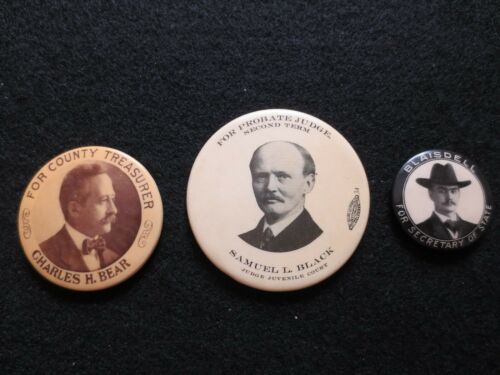 FOR COUNTY TREASURER
CHARLES H. BEAR
FOR PROBATE JUDGE.
SECOND TERM
SAMUEL L. BLACK
JUDGE JUVENILE COURT
BLAISDELL
FOR SECRETARY OF STATE